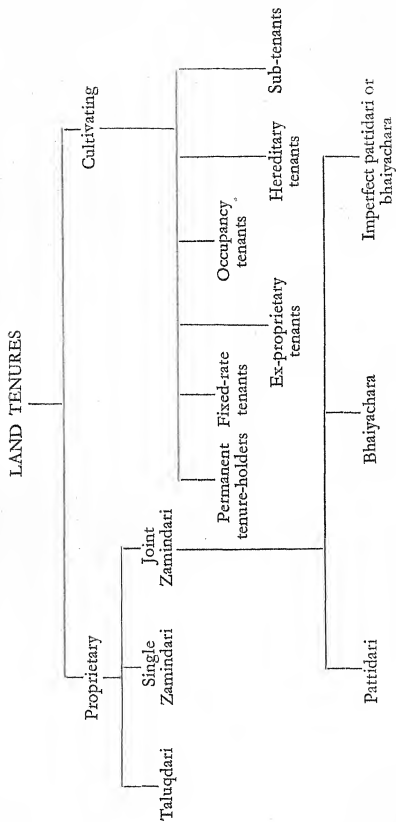 LAND TENURES
Proprietary
Cultivating
Taluqdari
Single
Zamindari
Joint
Zamindari
Permanent
tenure-holders
Fixed-rate
tenants
Ex-proprietary
tenants
Occupancy
tenants
Hereditary
tenants
Sub-tenants
Pattidari
Bhaiyachara
Imperfect pattidari or
bhaiyachara